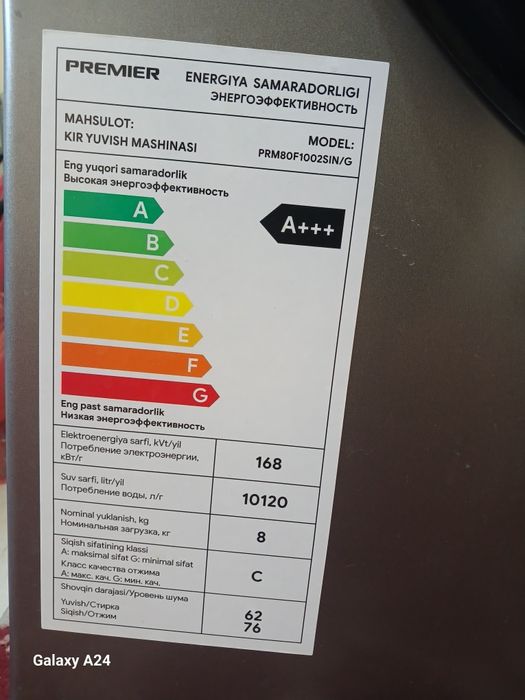 PREMIER
ENERGIYA SAMARADORLIGI
ЭНЕРГОЭФФЕКТИВНОСТЬ
MAHSULOT:
KIR YUVISH MASHINASI
MODEL:
PRM80F1002SIN/G
Eng yuqori samaradorlik
Высокая энергоэффективность
A
A+++
B
C
D
E
F
G
Eng past samaradorlik
Низкая энергоэффективность
Elektroenergiya sarfi, kVt/yil
Потребление электроэнергии,
кВт/г
168
Suv sarfi, litr/yil
Потребление воды, л/г
10120
Nominal yuklanish, kg
Номинальная загрузка, кг
8
Siqish sifatining klassi
A: maksimal sifat G: minimal sifat
Класс качества отжима
A: макс. кач. G: мин. кач.
C
Shovqin darajasi/Уровень шума
Yuvish/Стирка
62
Siqish/Отжим
76
Galaxy A24